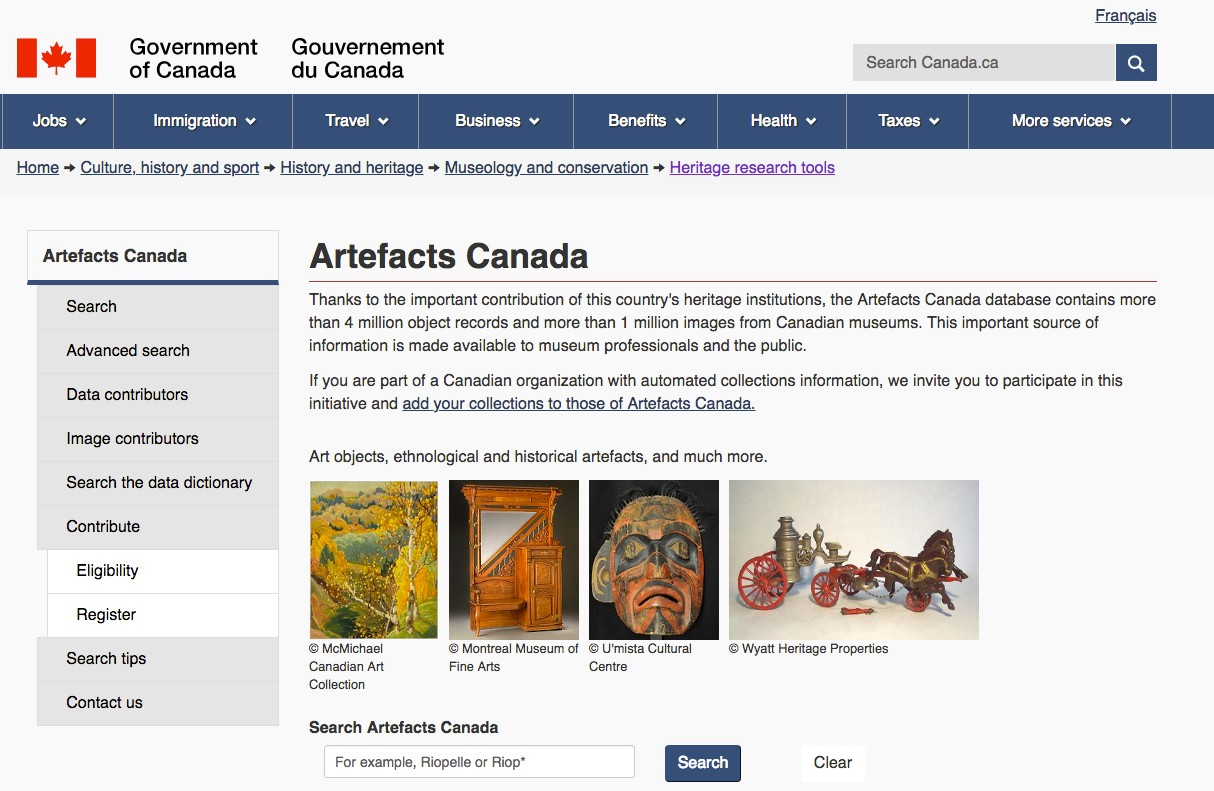 Français
Government of Canada
Gouvernement du Canada
Search Canada.ca
Jobs Immigration Travel Business Benefits Health Taxes More services
Home → Culture, history and sport → History and heritage → Museology and conservation → Heritage research tools
Artefacts Canada
Search
Advanced search
Data contributors
Image contributors
Search the data dictionary
Contribute
Eligibility
Register
Search tips
Contact us
Artefacts Canada
Thanks to the important contribution of this country's heritage institutions, the Artefacts Canada database contains more
than 4 million object records and more than 1 million images from Canadian museums. This important source of
information is made available to museum professionals and the public.
If you are part of a Canadian organization with automated collections information, we invite you to participate in this
initiative and add your collections to those of Artefacts Canada.
Art objects, ethnological and historical artefacts, and much more.
© McMichael
Canadian Art
Collection
© Montreal Museum of
Fine Arts
© U'mista Cultural
Centre
© Wyatt Heritage Properties
Search Artefacts Canada
For example, Riopelle or Riop*
Search
Clear